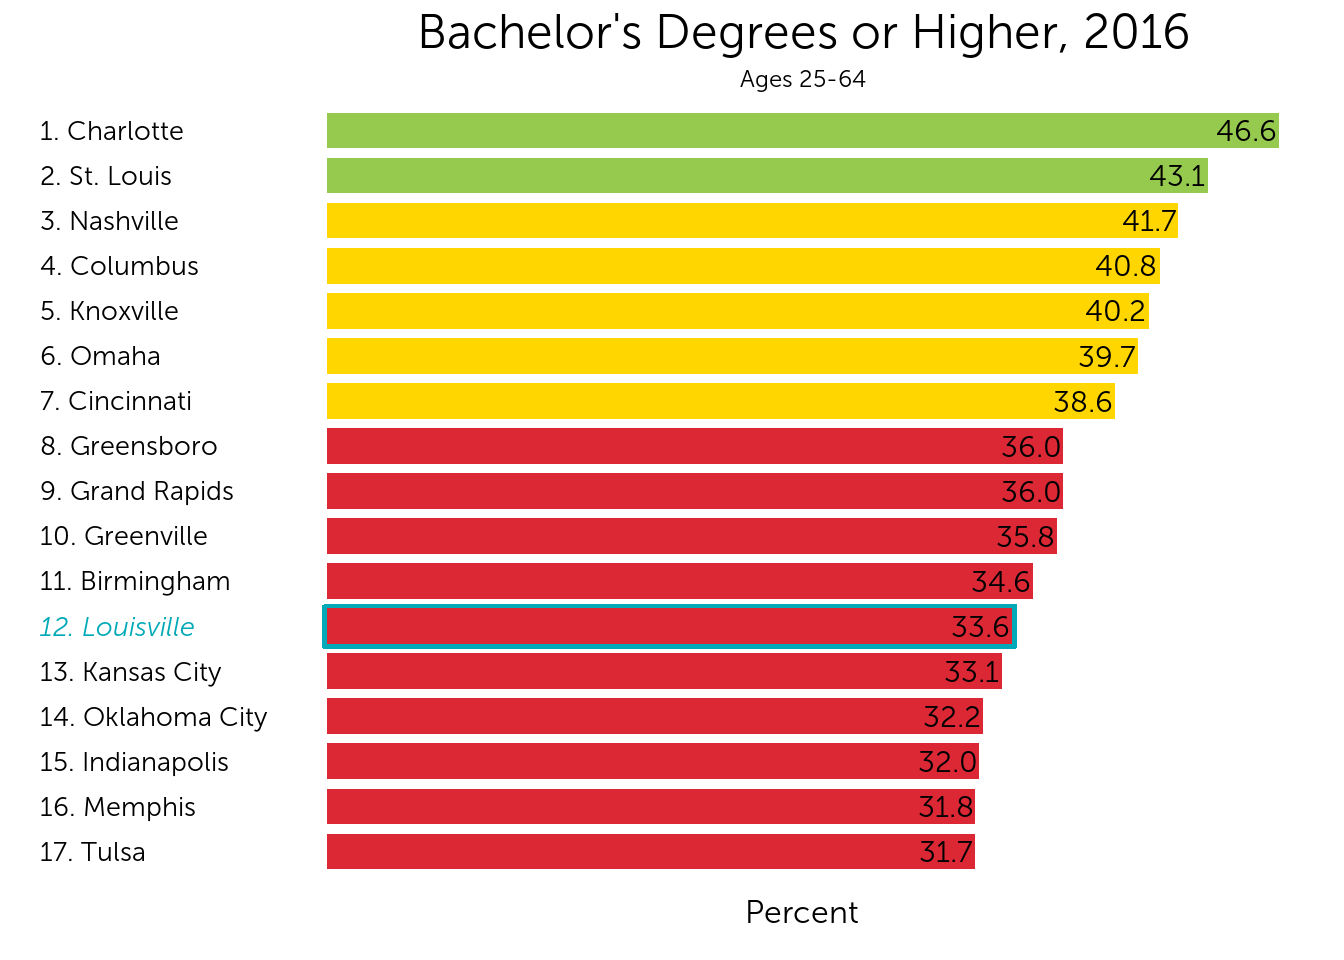 Bachelor's Degrees or Higher, 2016
Ages 25-64
1. Charlotte 46.6
2. St. Louis 43.1
3. Nashville 41.7
4. Columbus 40.8
5. Knoxville 40.2
6. Omaha 39.7
7. Cincinnati 38.6
8. Greensboro 36.0
9. Grand Rapids 36.0
10. Greenville 35.8
11. Birmingham 34.6
12. Louisville 33.6
13. Kansas City 33.1
14. Oklahoma City 32.2
15. Indianapolis 32.0
16. Memphis 31.8
17. Tulsa 31.7
Percent